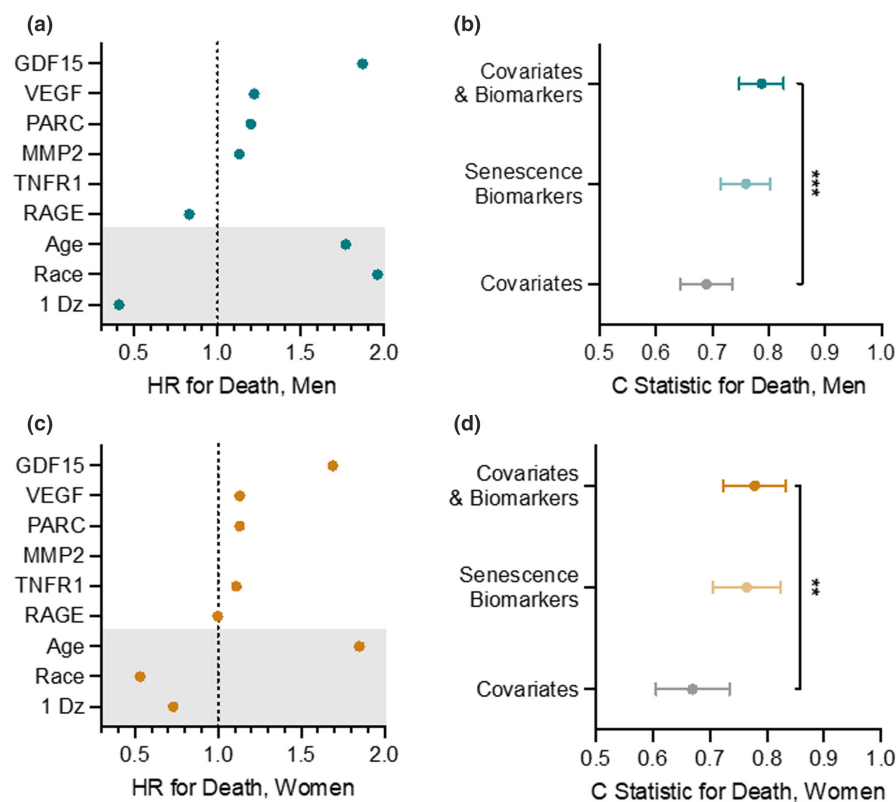 (a)
GDF15
VEGF
PARC
MMP2
TNFR1
RAGE
Age
Race
1 Dz
0.5 1.0 1.5 2.0
HR for Death, Men
(b)
Covariates
& Biomarkers
Senescence
Biomarkers
Covariates
***
0.5 0.6 0.7 0.8 0.9 1.0
C Statistic for Death, Men
(c)
GDF15
VEGF
PARC
MMP2
TNFR1
RAGE
Age
Race
1 Dz
0.5 1.0 1.5 2.0
HR for Death, Women
(d)
Covariates
& Biomarkers
Senescence
Biomarkers
Covariates
**
0.5 0.6 0.7 0.8 0.9 1.0
C Statistic for Death, Women